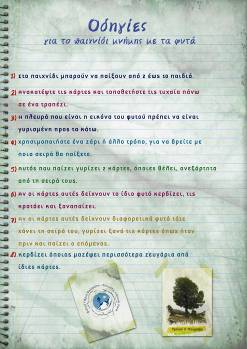 Οδηγίες
για το παιχνίδι μνήμης με τα φυτά
1) στο παιχνίδι μπορούν να παίξουν από 2 έως το παιδιά.
2) Ανακατέψτε τις κάρτες και τοποθετήστε τις τυχαία πάνω
σε ένα τραπέζι.
3) Η πλευρά που είναι η εικόνα του φυτού πρέπει να είναι
γυρισμένη προς τα κάτω.
4) χρησιμοποιήστε ένα ζάρι ή άλλο τρόπο, για να βρείτε με
ποιο σειρά θα παίξετε.
5) Αυτός που παίζει γυρίζει 2 κάρτες, όποιες θέλει, ανεξάρτητα
από τη σειρά τους.
6) Αν οι κάρτες αυτές δείχνουν το ίδιο φυτό κερδίζει, τις
κρατάει και ξαναπαίζει.
7) Αν οι κάρτες αυτές δείχνουν διαφορετικά φυτά τότε
χάνει τη σειρά του, γυρίζει ξανά τις κάρτες όπως ήταν
πριν και παίζει ο επόμενος.
8) κερδίζει όποιος μαζέψει περισσότερα ζευγάρια από
ίδιες κάρτες.